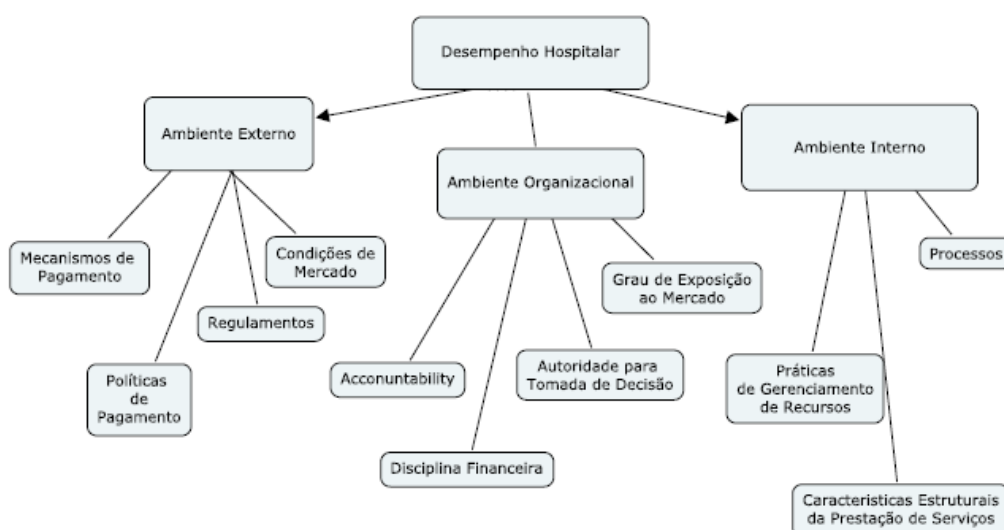 Desempenho Hospitalar
Ambiente Externo
Ambiente Organizacional
Ambiente Interno
Mecanismos de
Pagamento
Condições de
Mercado
Regulamentos
Políticas
de
Pagamento
Grau de Exposição
ao Mercado
Acconuntability
Autoridade para
Tomada de Decisão
Disciplina Financeira
Processos
Práticas
de Gerenciamento
de Recursos
Caracteristicas Estruturais
da Prestação de Serviços